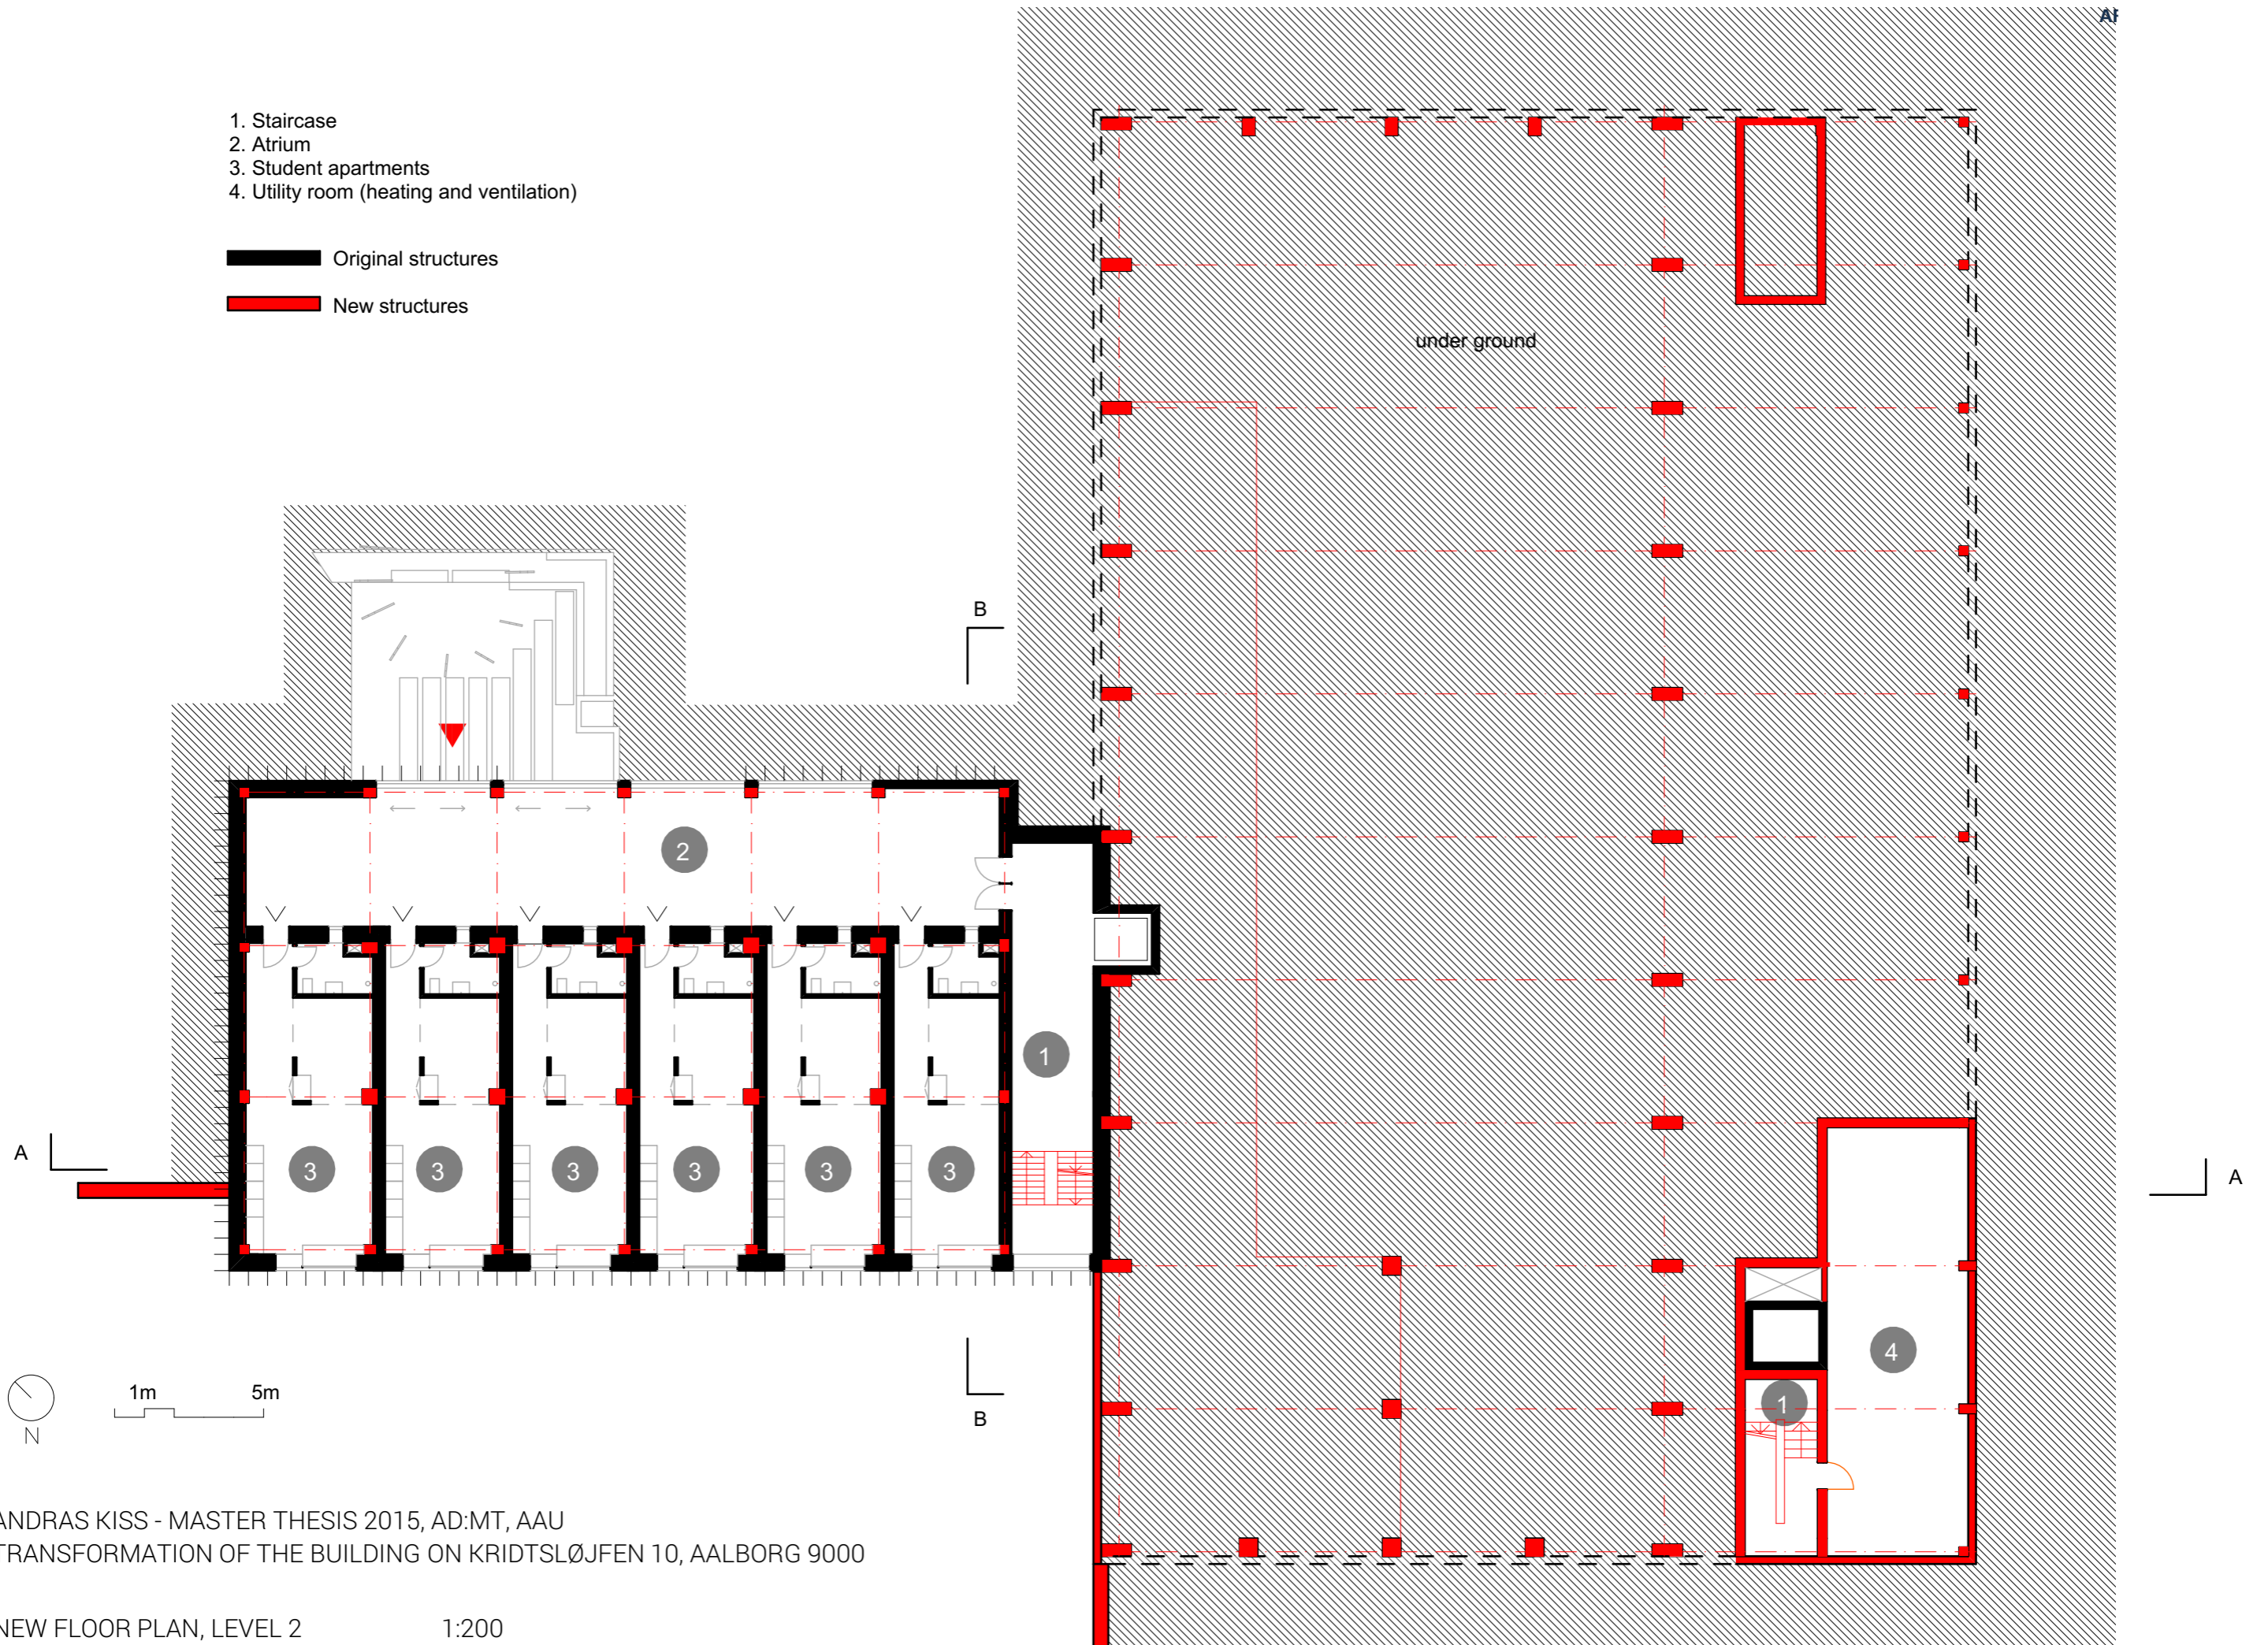 1. Staircase
2. Atrium
3. Student apartments
4. Utility room (heating and ventilation)
Original structures
New structures
under ground
B
2
1
A
3 3 3 3 3 3
A
4
1
1m 5m
N
B
ANDRAS KISS - MASTER THESIS 2015, AD:MT, AAU
TRANSFORMATION OF THE BUILDING ON KRIDTSLØJFEN 10, AALBORG 9000
NEW FLOOR PLAN, LEVEL 2 1:200